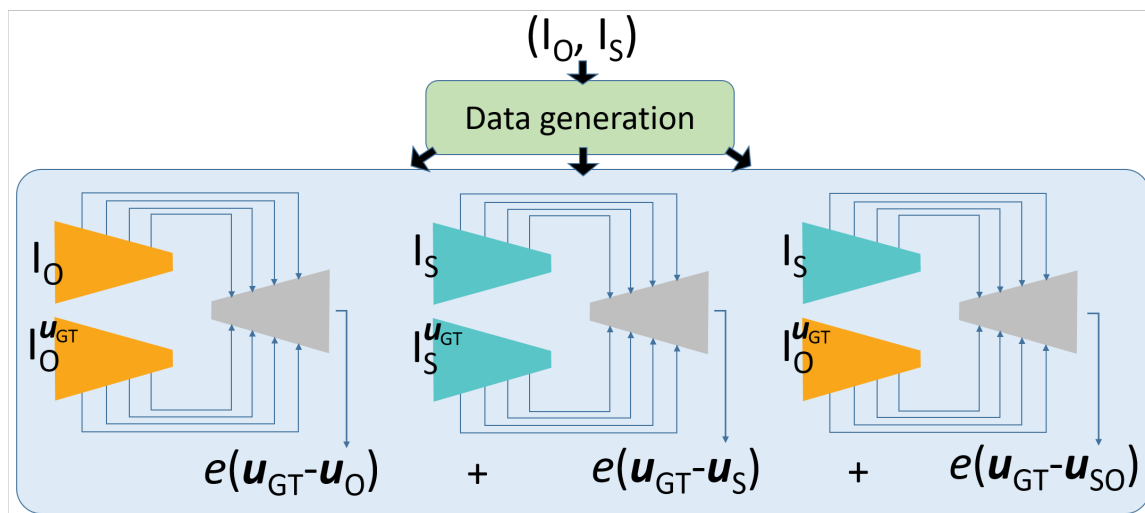 (I_O, I_S)
Data generation
I_O
I_S
I_S
I_O^{u_GT}
I_S^{u_GT}
I_O^{u_GT}
e(u_GT-u_O) + e(u_GT-u_S) + e(u_GT-u_SO)